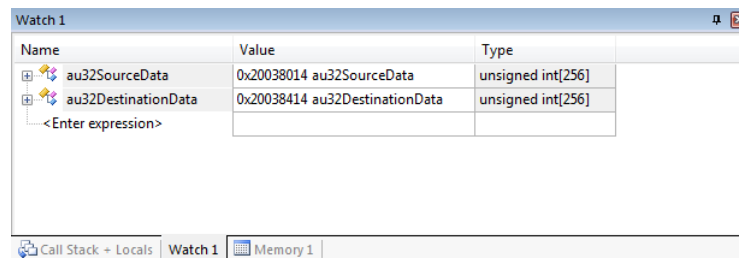 Watch 1
Name Value Type
au32SourceData 0x20038014 au32SourceData unsigned int[256]
au32DestinationData 0x20038414 au32DestinationData unsigned int[256]
<Enter expression>
Call Stack + Locals Watch 1 Memory 1